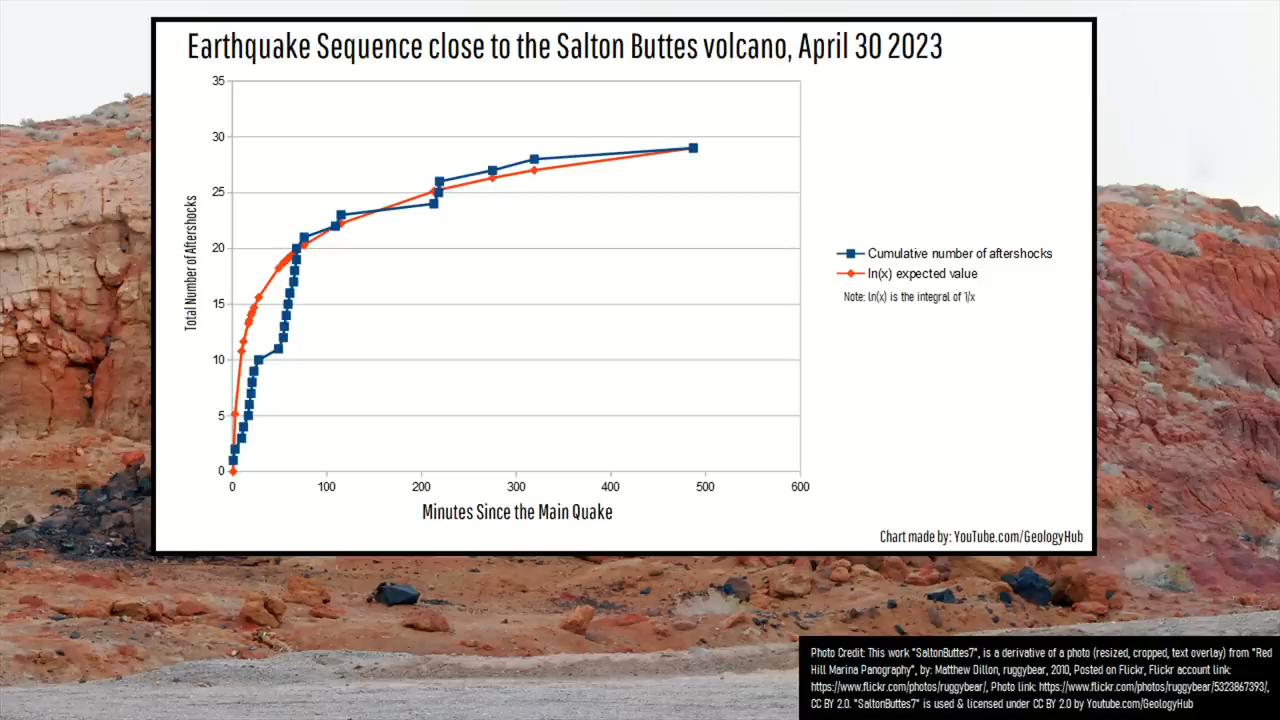 Earthquake Sequence close to the Salton Buttes volcano, April 30 2023
35
30
25
20
15
10
5
0
Total Number of Aftershocks
0 100 200 300 400 500 600
Minutes Since the Main Quake
Cumulative number of aftershocks
ln(x) expected value
Note: ln(x) is the integral of 1/x
Chart made by: YouTube.com/GeologyHub
Photo Credit: This work "SaltonButtes7", is a derivative of a photo (resized, cropped, text overlay) from "Red
Hill Marina Panography", by: Matthew Dillon, ruggybear, 2010, Posted on Flickr, Flickr account link:
https://www.flickr.com/photos/ruggybear/, Photo link: https://www.flickr.com/photos/ruggybear/5323867393/,
CC BY 2.0. "SaltonButtes7" is used & licensed under CC BY 2.0 by Youtube.com/GeologyHub